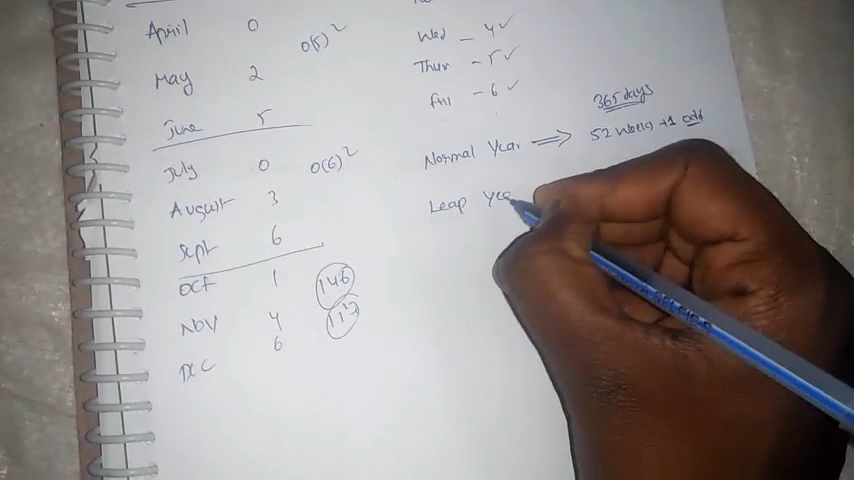 April 0
0(5)²
May 2
June 5
July 0
0(6)²
August 3
Sept 6
Oct 1
146
Nov 4
Dec 6
Wed - 4 ✓
Thur - 5 ✓
Fri - 6 ✓
365 days
Normal Year ⟹ 52 weeks +1 odd
Leap Yea